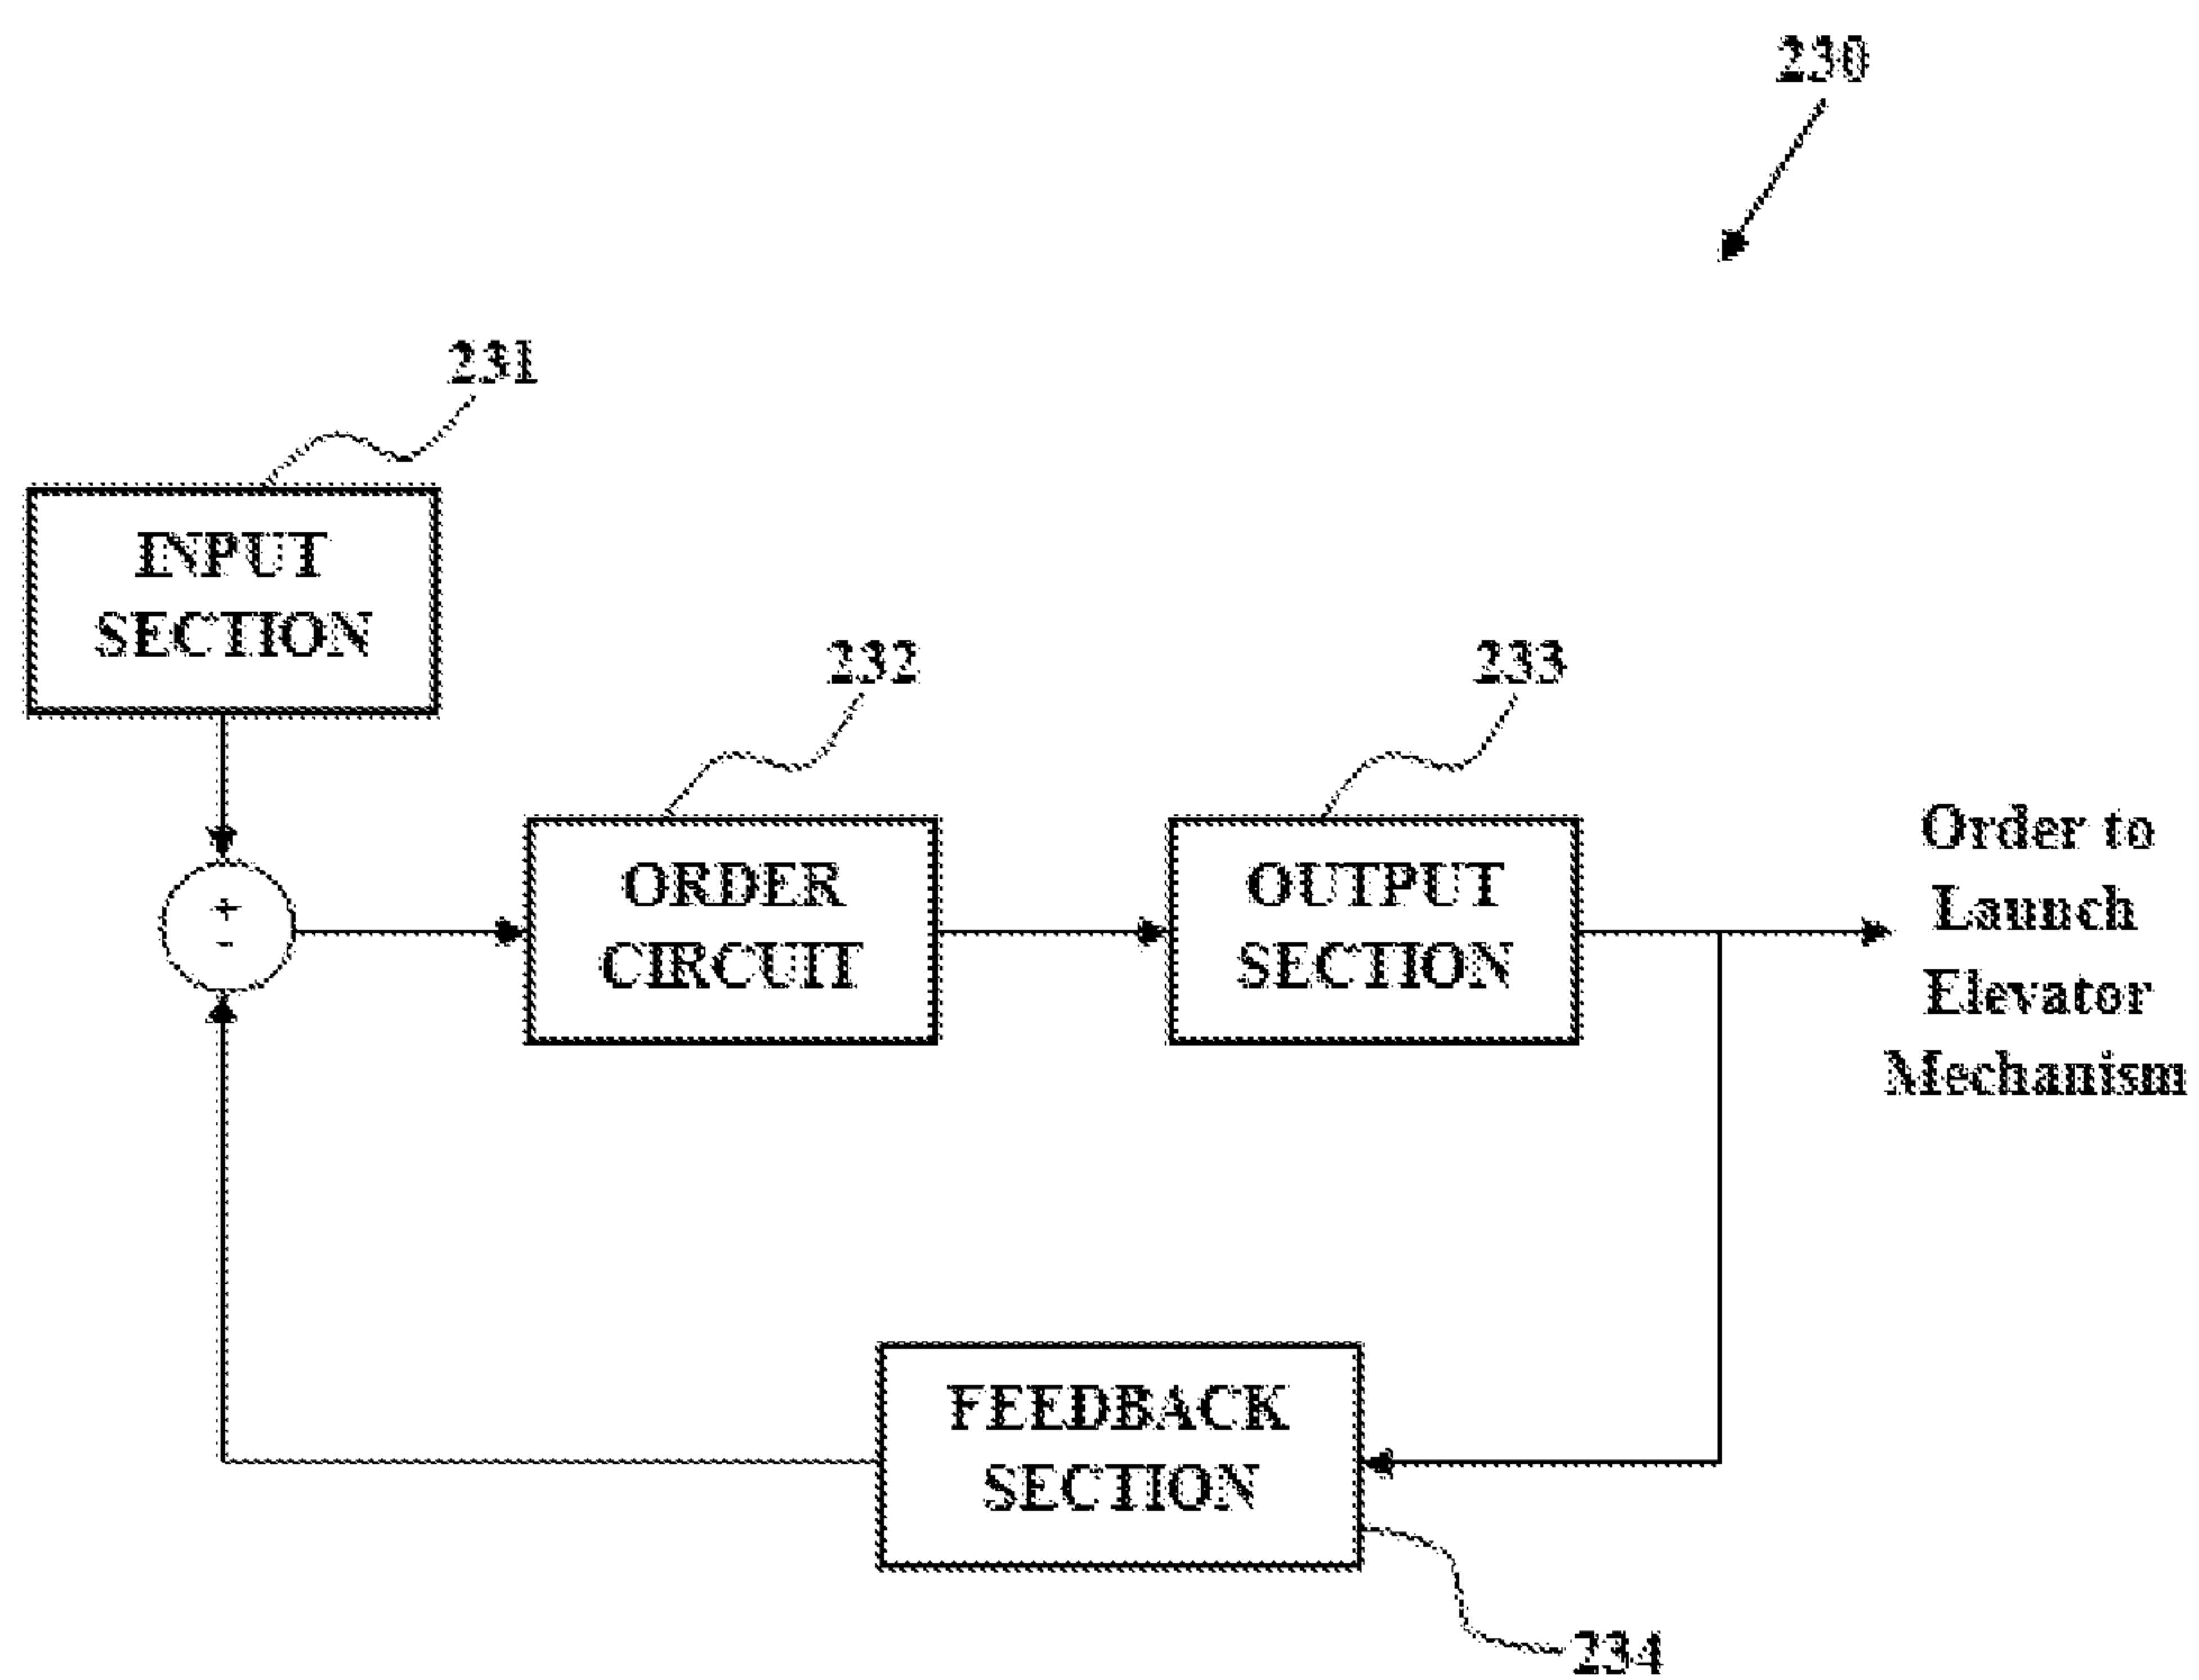 230
231
INPUT
SECTION
232
233
ORDER
CIRCUIT
OUTPUT
SECTION
Order to
Launch
Elevator
Mechanism
+
-
FEEDBACK
SECTION
234